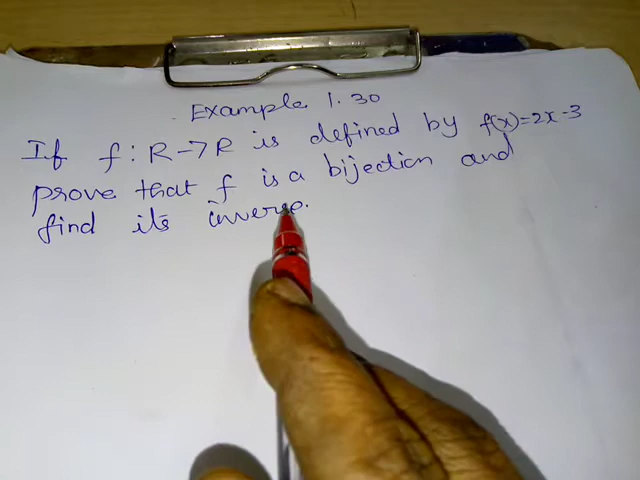 Example 1.30
If f : R → R is defined by f(x)=2x-3
prove that f is a bijection and
find its inverse.